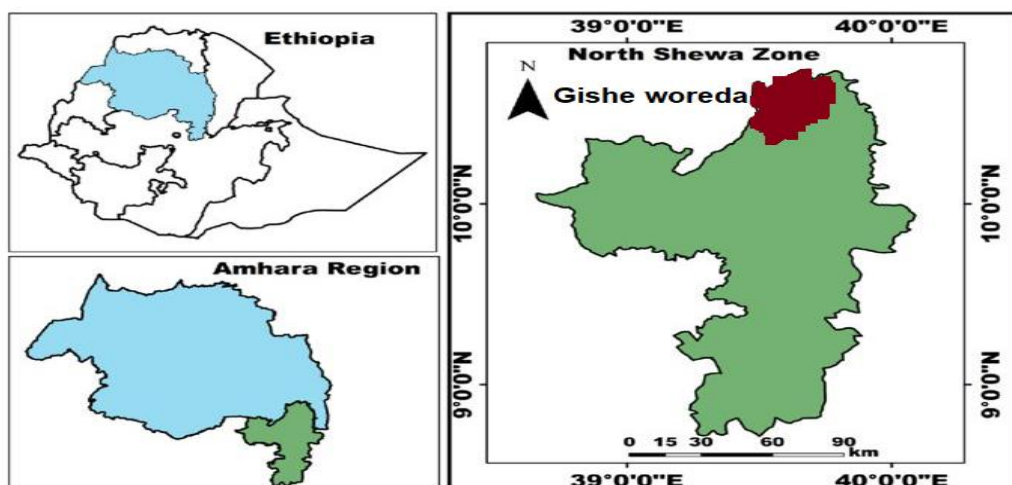 Ethiopia
Amhara Region
39°0'0"E 40°0'0"E
North Shewa Zone
N
Gishe woreda
10°0'0"N 10°0'0"N
9°0'0"N 9°0'0"N
0 15 30 60 90
km
39°0'0"E 40°0'0"E